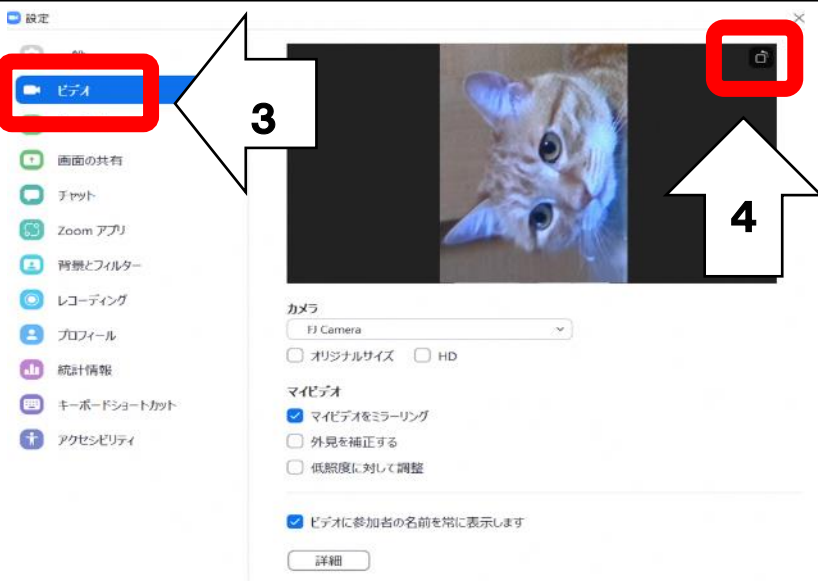 設定
ビデオ
3
画面の共有
チャット
Zoom アプリ
背景とフィルター
レコーディング
プロフィール
統計情報
キーボードショートカット
アクセシビリティ
4
カメラ
FJ Camera
オリジナルサイズ
HD
マイビデオ
マイビデオをミラーリング
外見を補正する
低照度に対して調整
ビデオに参加者の名前を常に表示します
詳細